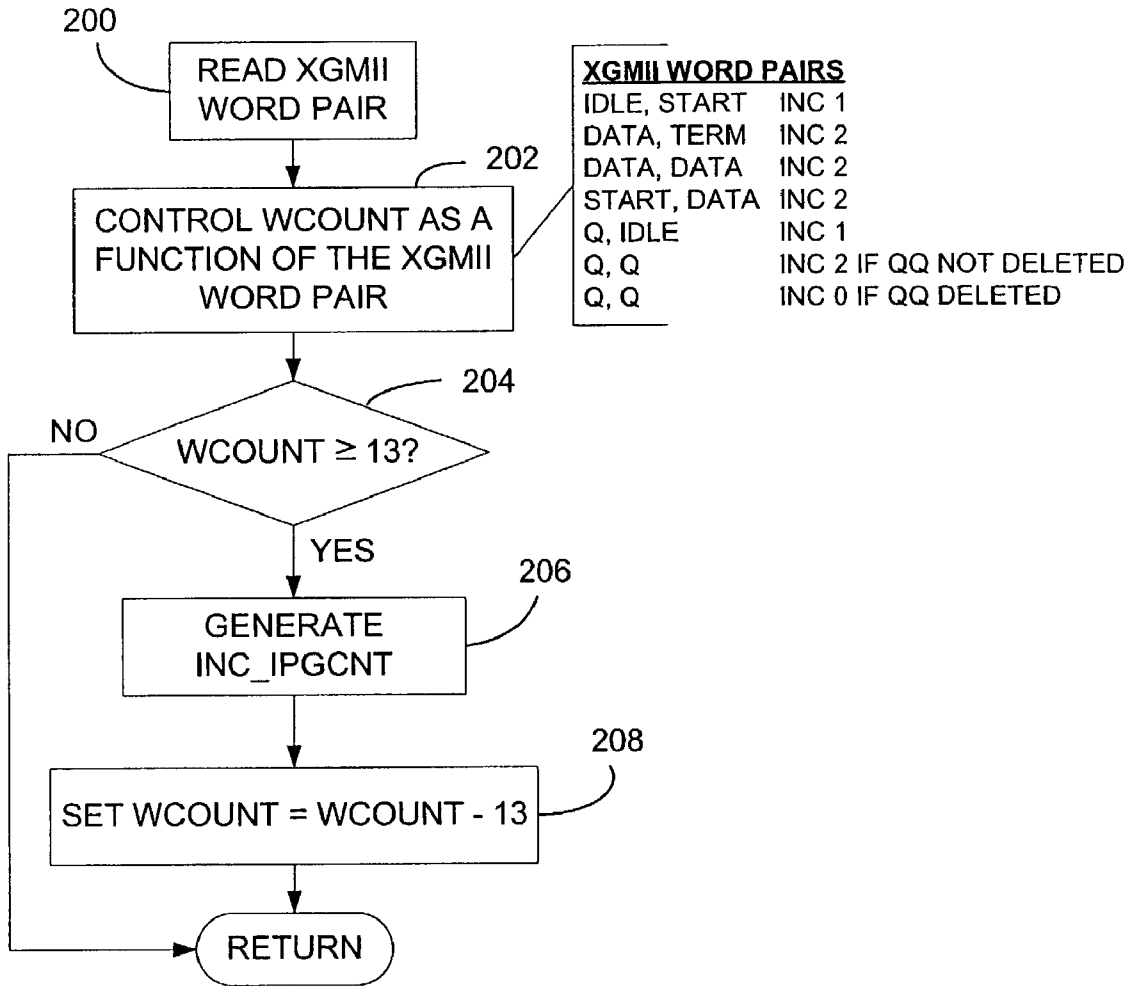 200
READ XGMII
WORD PAIR
XGMII WORD PAIRS
IDLE, START INC 1
DATA, TERM INC 2
DATA, DATA INC 2
START, DATA INC 2
Q, IDLE INC 1
Q, Q INC 2 IF QQ NOT DELETED
Q, Q INC 0 IF QQ DELETED
202
CONTROL WCOUNT AS A
FUNCTION OF THE XGMII
WORD PAIR
204
NO
WCOUNT ≥ 13?
YES
206
GENERATE
INC_IPGCNT
208
SET WCOUNT = WCOUNT - 13
RETURN